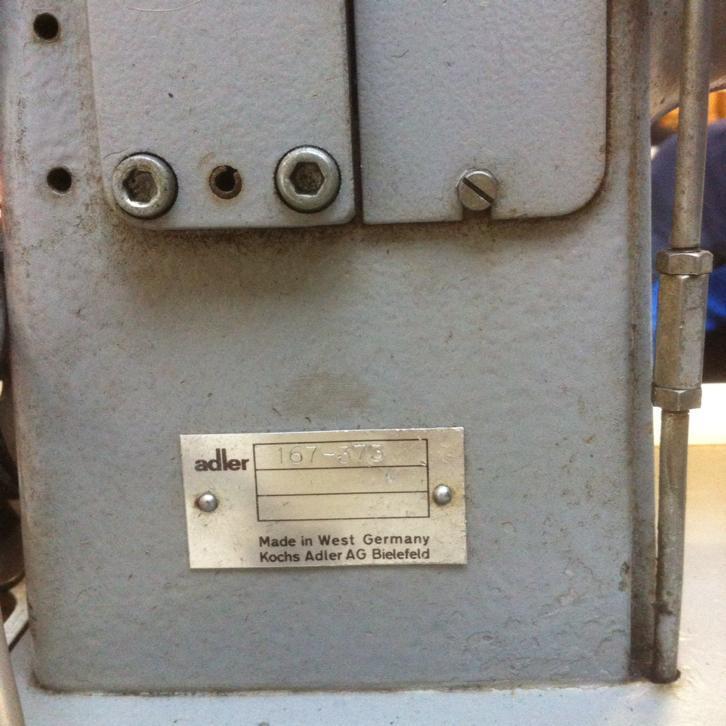 adler
167-373
Made in West Germany
Kochs Adler AG Bielefeld